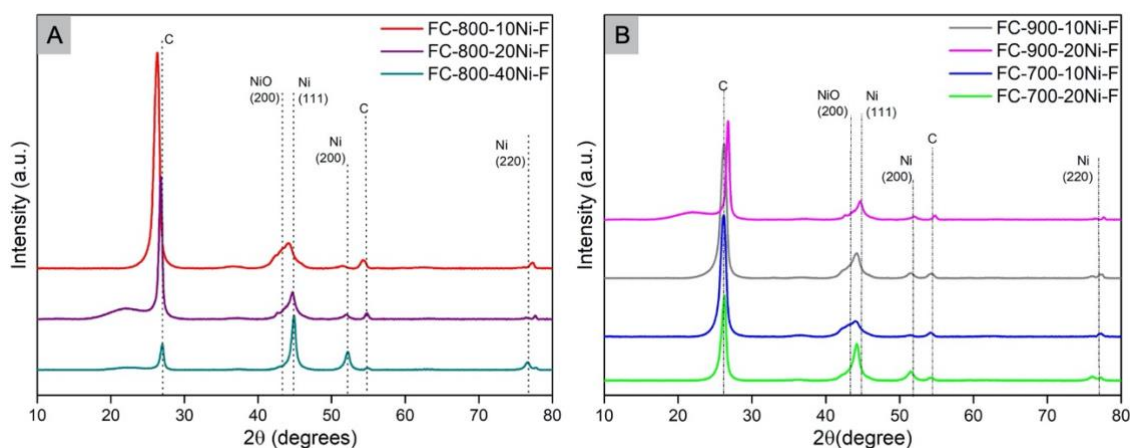 A
FC-800-10Ni-F
FC-800-20Ni-F
FC-800-40Ni-F
C
NiO
(200)
Ni
(111)
Ni
(200)
C
Ni
(220)
Intensity (a.u.)
10 20 30 40 50 60 70 80
2θ (degrees)
B
FC-900-10Ni-F
FC-900-20Ni-F
FC-700-10Ni-F
FC-700-20Ni-F
C
NiO
(200)
Ni
(111)
Ni
(200)
C
Ni
(220)
Intensity (a.u.)
10 20 30 40 50 60 70 80
2θ(degree)